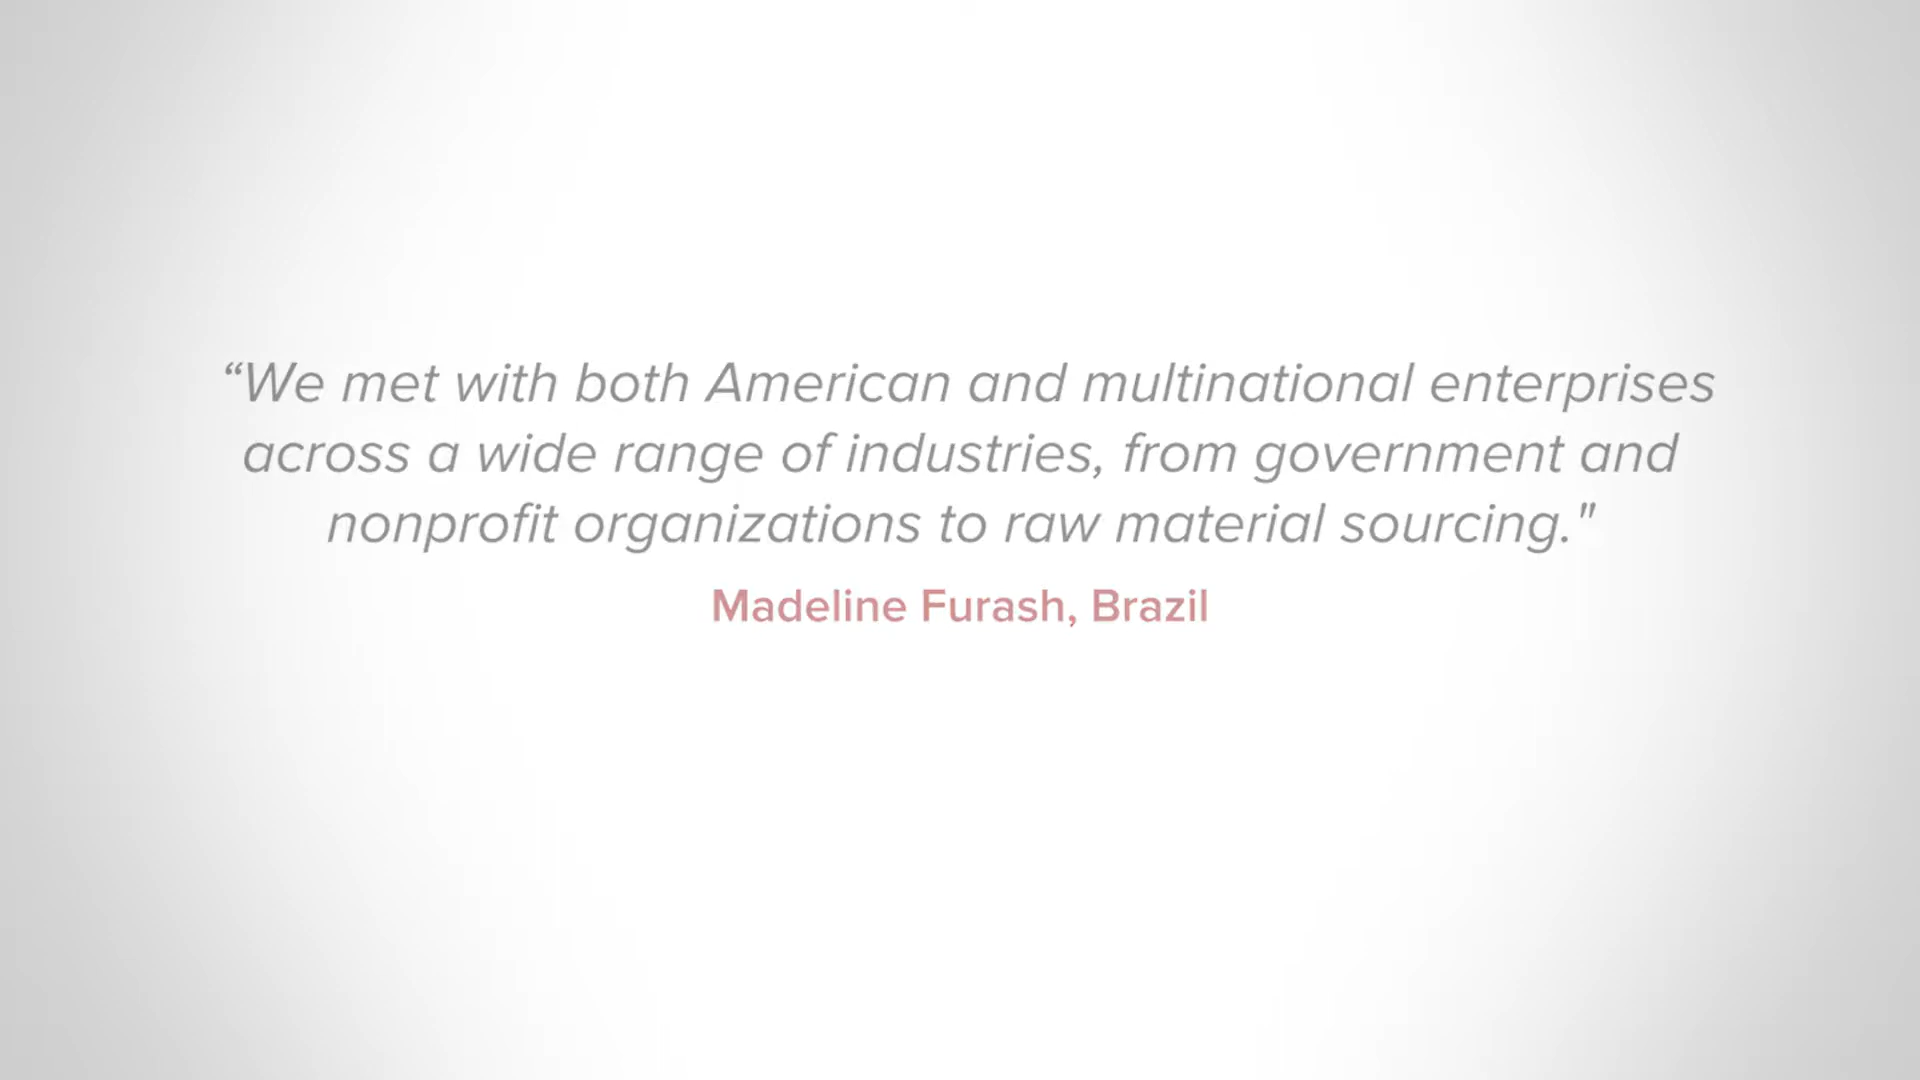 “We met with both American and multinational enterprises
across a wide range of industries, from government and
nonprofit organizations to raw material sourcing."
Madeline Furash, Brazil